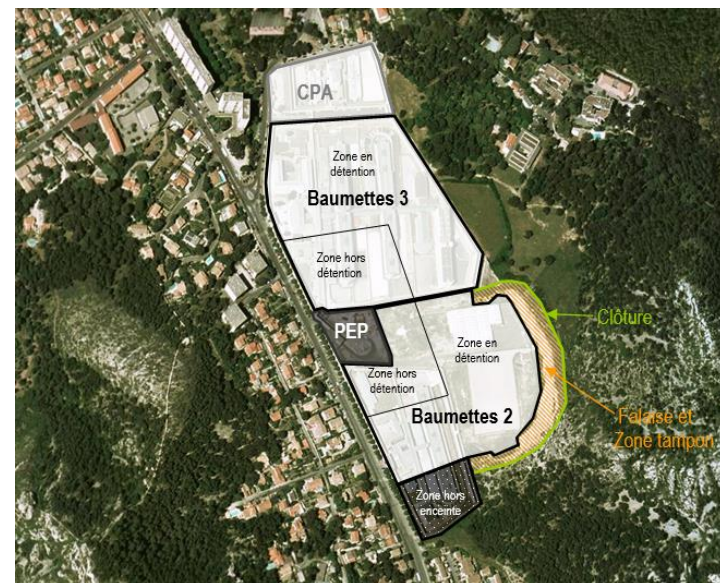 CPA
Zone en
détention
Baumettes 3
Zone hors
détention
PEP
Zone en
détention
Clôture
Zone hors
détention
Baumettes 2
Falaise et
Zone tampon
Zone hors
enceinte